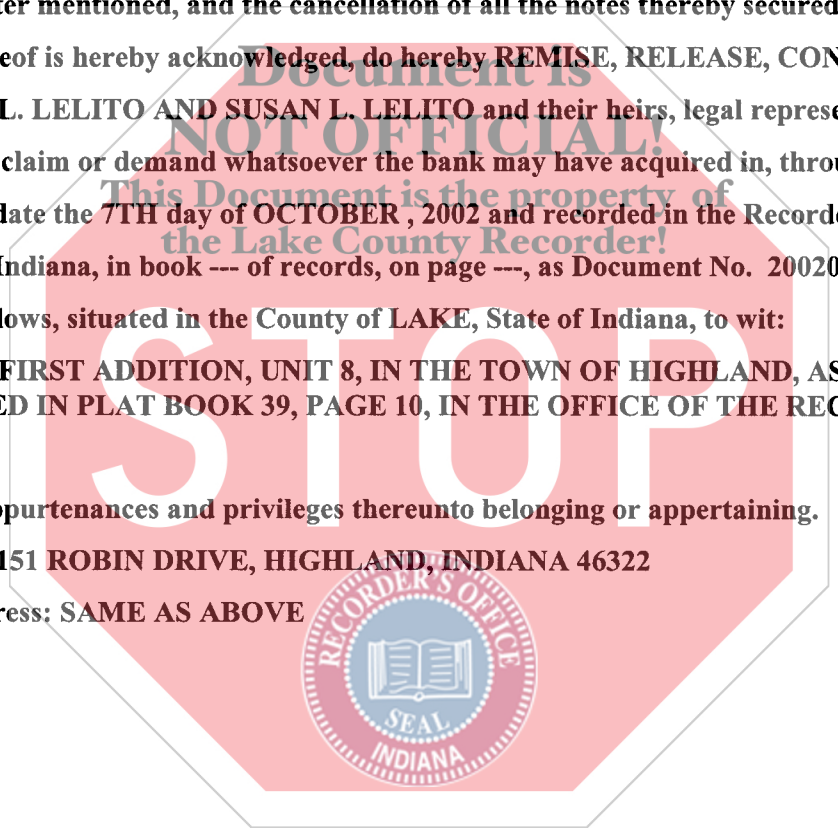 ter mentioned, and the cancellation of all the notes thereby secured
eof is hereby acknowledged, do hereby REMISE, RELEASE, CON
Document is
L. LELITO AND SUSAN L. LELITO and their heirs, legal represe
NOT OFFICIAL!
claim or demand whatsoever the bank may have acquired in, throu
This Document is the property of
date the 7TH day of OCTOBER , 2002 and recorded in the Recorde
the Lake County Recorder!
Indiana, in book --- of records, on page ---, as Document No. 20020
lows, situated in the County of LAKE, State of Indiana, to wit:
FIRST ADDITION, UNIT 8, IN THE TOWN OF HIGHLAND, AS
ED IN PLAT BOOK 39, PAGE 10, IN THE OFFICE OF THE REC
STOP
ppurtenances and privileges thereunto belonging or appertaining.
151 ROBIN DRIVE, HIGHLAND, INDIANA 46322
ress: SAME AS ABOVE
RECORDER'S OFFICE
SEAL
INDIANA